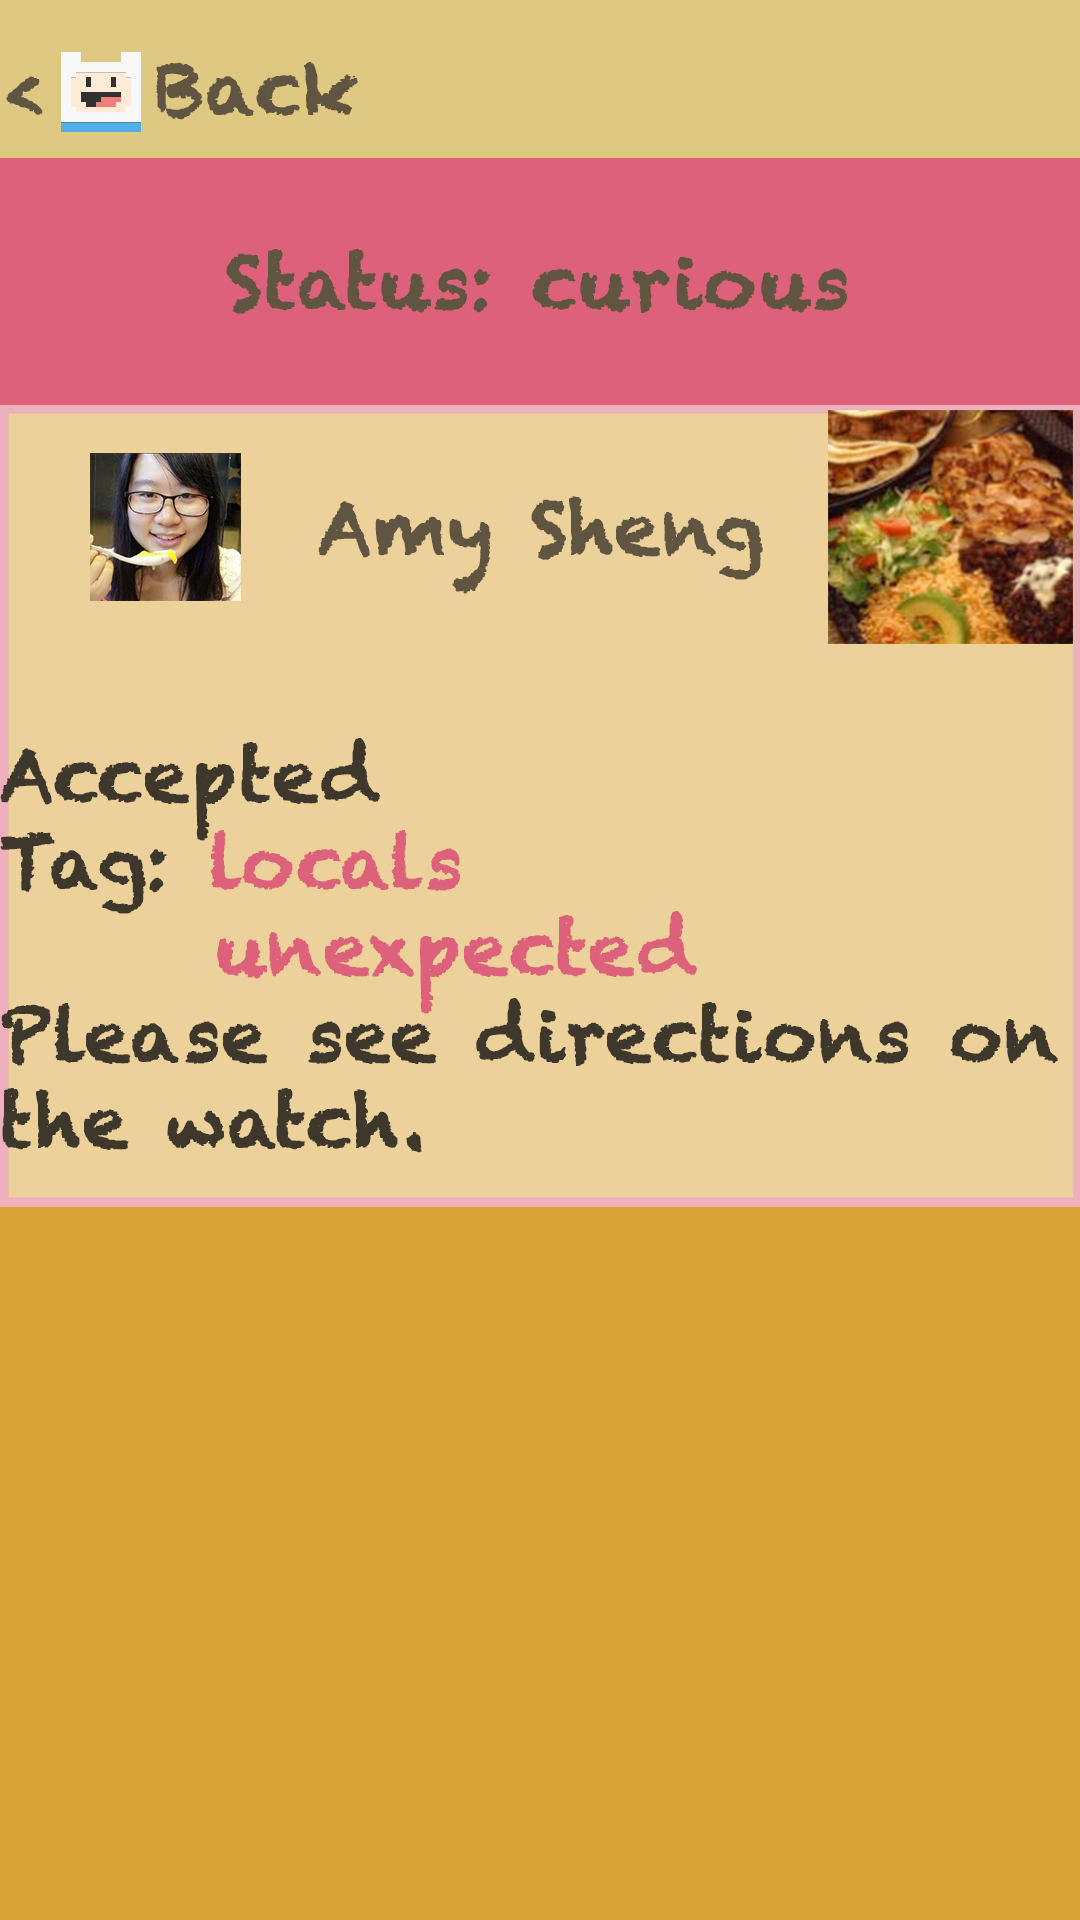 < Back
Status: curious
Amy Sheng
Accepted
Tag: locals
unexpected
Please see directions on
the watch.